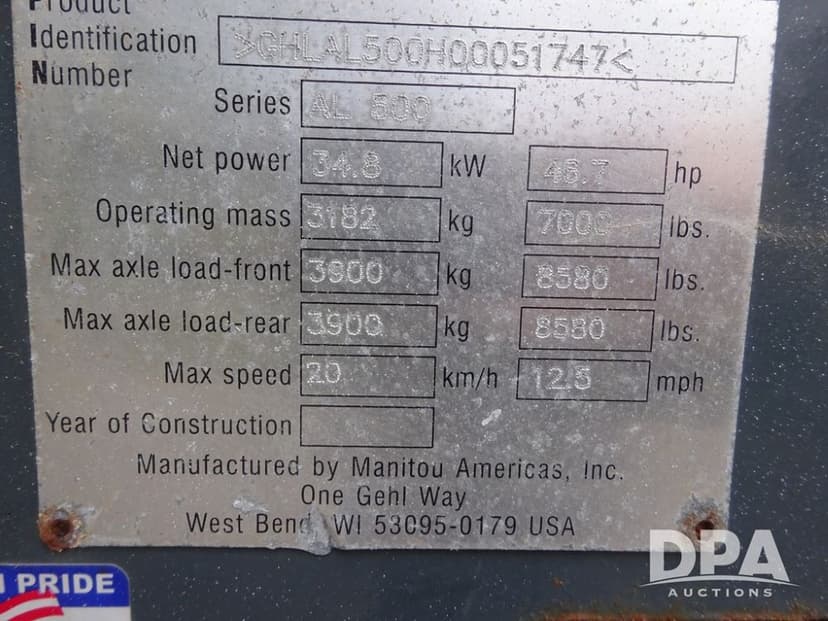 Product
Identification >GHLAL500H00051747<
Number
Series AL 500
Net power 34.8 kW 46.7 hp
Operating mass 3182 kg 7000 lbs.
Max axle load-front 3900 kg 8580 lbs.
Max axle load-rear 3900 kg 8580 lbs.
Max speed 20 km/h 12.5 mph
Year of Construction
Manufactured by Manitou Americas, Inc.
One Gehl Way
West Bend, WI 53095-0179 USA
PRIDE
DPA
AUCTIONS